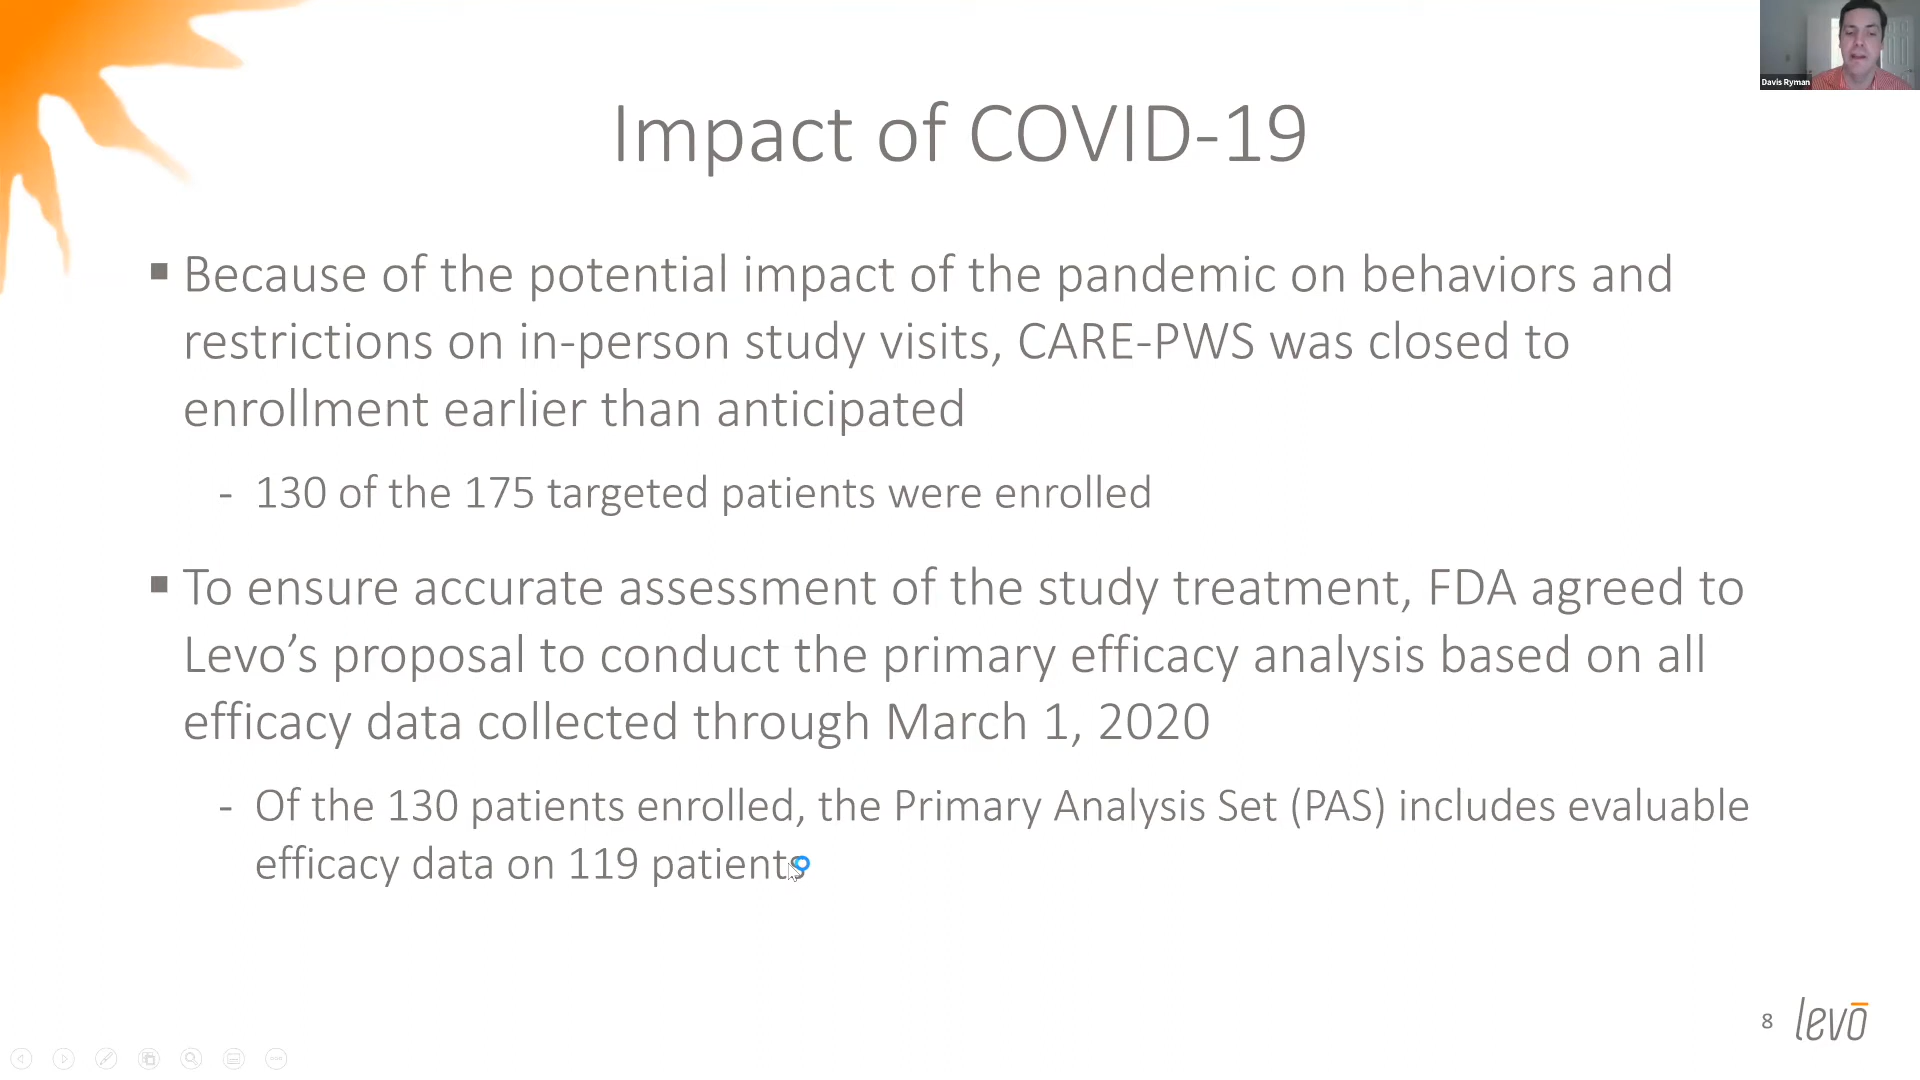 Davis Ryman
Impact of COVID-19
▪ Because of the potential impact of the pandemic on behaviors and
restrictions on in-person study visits, CARE-PWS was closed to
enrollment earlier than anticipated
- 130 of the 175 targeted patients were enrolled
▪ To ensure accurate assessment of the study treatment, FDA agreed to
Levo’s proposal to conduct the primary efficacy analysis based on all
efficacy data collected through March 1, 2020
- Of the 130 patients enrolled, the Primary Analysis Set (PAS) includes evaluable
efficacy data on 119 patients
8 levō